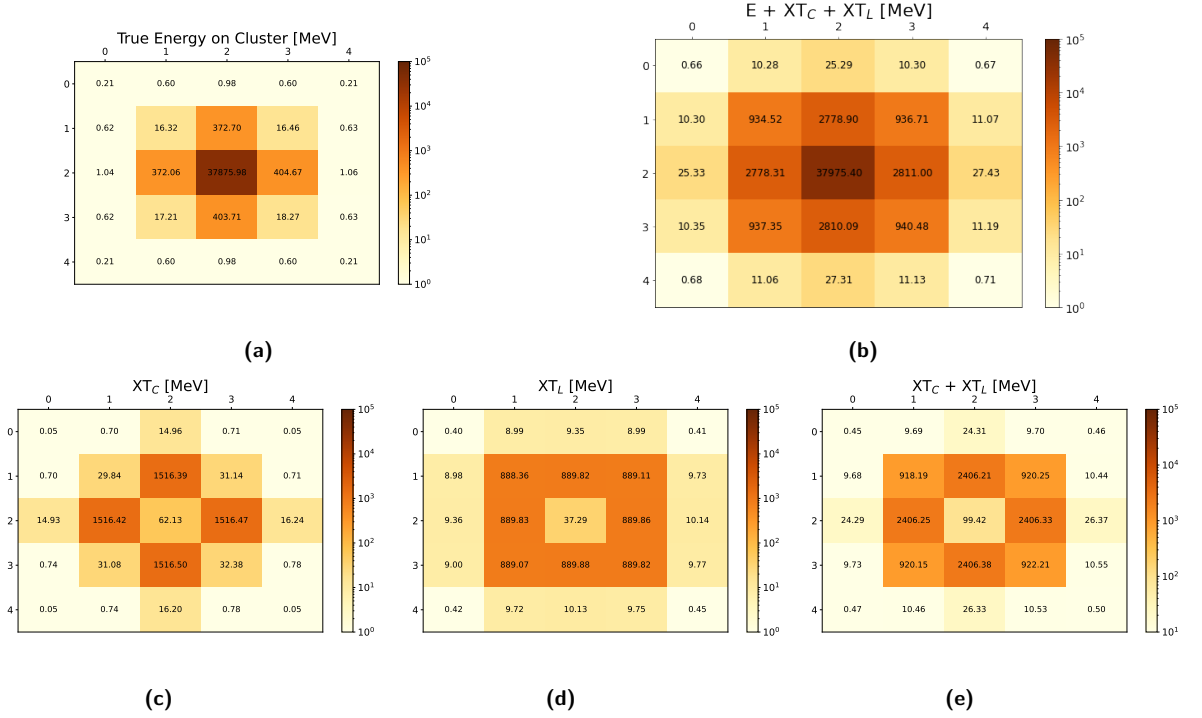 True Energy on Cluster [MeV]
0 1 2 3 4
0 0.21 0.60 0.98 0.60 0.21
1 0.62 16.32 372.70 16.46 0.63
2 1.04 372.06 37875.98 404.67 1.06
3 0.62 17.21 403.71 18.27 0.63
4 0.21 0.60 0.98 0.60 0.21
10^5
10^4
10^3
10^2
10^1
10^0
(a)
E + XT_C + XT_L [MeV]
0 1 2 3 4
0 0.66 10.28 25.29 10.30 0.67
1 10.30 934.52 2778.90 936.71 11.07
2 25.33 2778.31 37975.40 2811.00 27.43
3 10.35 937.35 2810.09 940.48 11.19
4 0.68 11.06 27.31 11.13 0.71
10^5
10^4
10^3
10^2
10^1
10^0
(b)
XT_C [MeV]
0 1 2 3 4
0 0.05 0.70 14.96 0.71 0.05
1 0.70 29.84 1516.39 31.14 0.71
2 14.93 1516.42 62.13 1516.47 16.24
3 0.74 31.08 1516.50 32.38 0.78
4 0.05 0.74 16.20 0.78 0.05
10^5
10^4
10^3
10^2
10^1
10^0
(c)
XT_L [MeV]
0 1 2 3 4
0 0.40 8.99 9.35 8.99 0.41
1 8.98 888.36 889.82 889.11 9.73
2 9.36 889.83 37.29 889.86 10.14
3 9.00 889.07 889.88 889.82 9.77
4 0.42 9.72 10.13 9.75 0.45
10^5
10^4
10^3
10^2
10^1
10^0
(d)
XT_C + XT_L [MeV]
0 1 2 3 4
0 0.45 9.69 24.31 9.70 0.46
1 9.68 918.19 2406.21 920.25 10.44
2 24.29 2406.25 99.42 2406.33 26.37
3 9.73 920.15 2406.38 922.21 10.55
4 0.47 10.46 26.33 10.53 0.50
10^5
10^4
10^3
10^2
10^1
(e)